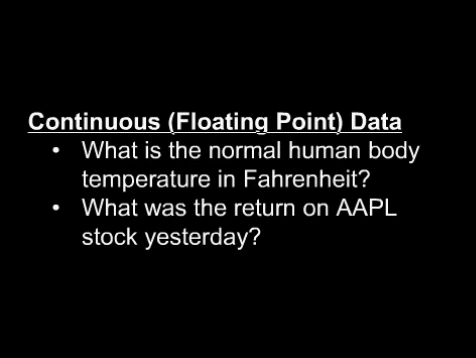 Continuous (Floating Point) Data
• What is the normal human body
temperature in Fahrenheit?
• What was the return on AAPL
stock yesterday?